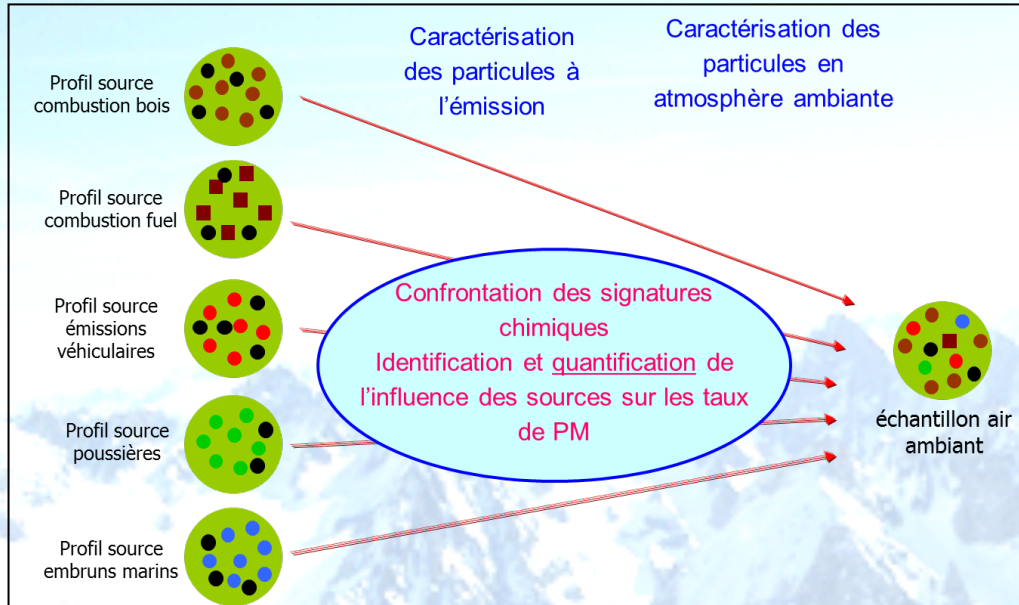 Caractérisation
des particules à
l'émission
Caractérisation des
particules en
atmosphère ambiante
Profil source
combustion bois
Profil source
combustion fuel
Profil source
émissions
véhiculaires
Profil source
poussières
Profil source
embruns marins
Confrontation des signatures
chimiques
Identification et quantification de
l'influence des sources sur les taux
de PM
échantillon air
ambiant